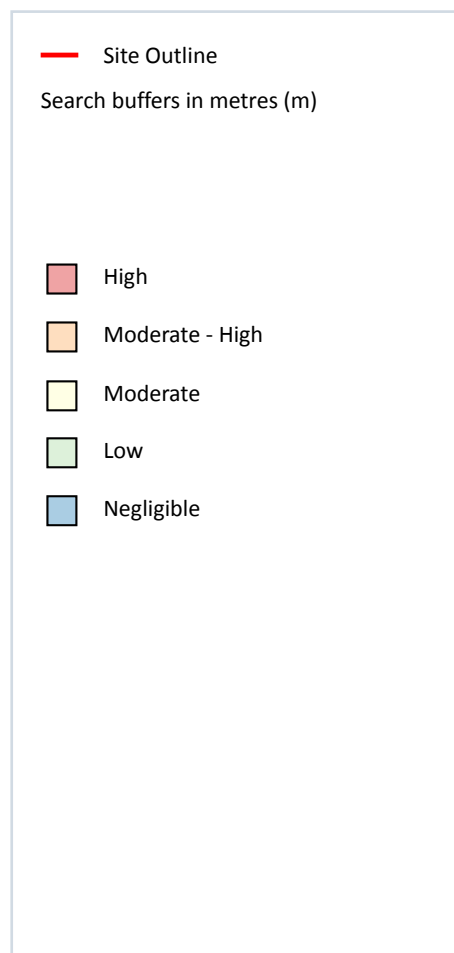 Site Outline
Search buffers in metres (m)
High
Moderate - High
Moderate
Low
Negligible